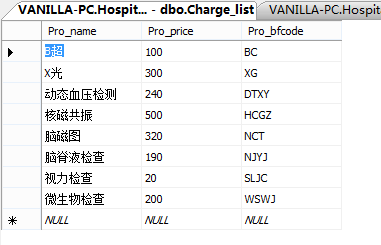 VANILLA-PC.Hospit... - dbo.Charge_list
VANILLA-PC.Hosp
Pro_name Pro_price Pro_bfcode
B超 100 BC
X光 300 XG
动态血压检测 240 DTXY
核磁共振 500 HCGZ
脑磁图 320 NCT
脑脊液检查 190 NJYJ
视力检查 20 SLJC
微生物检查 200 WSWJ
NULL NULL NULL